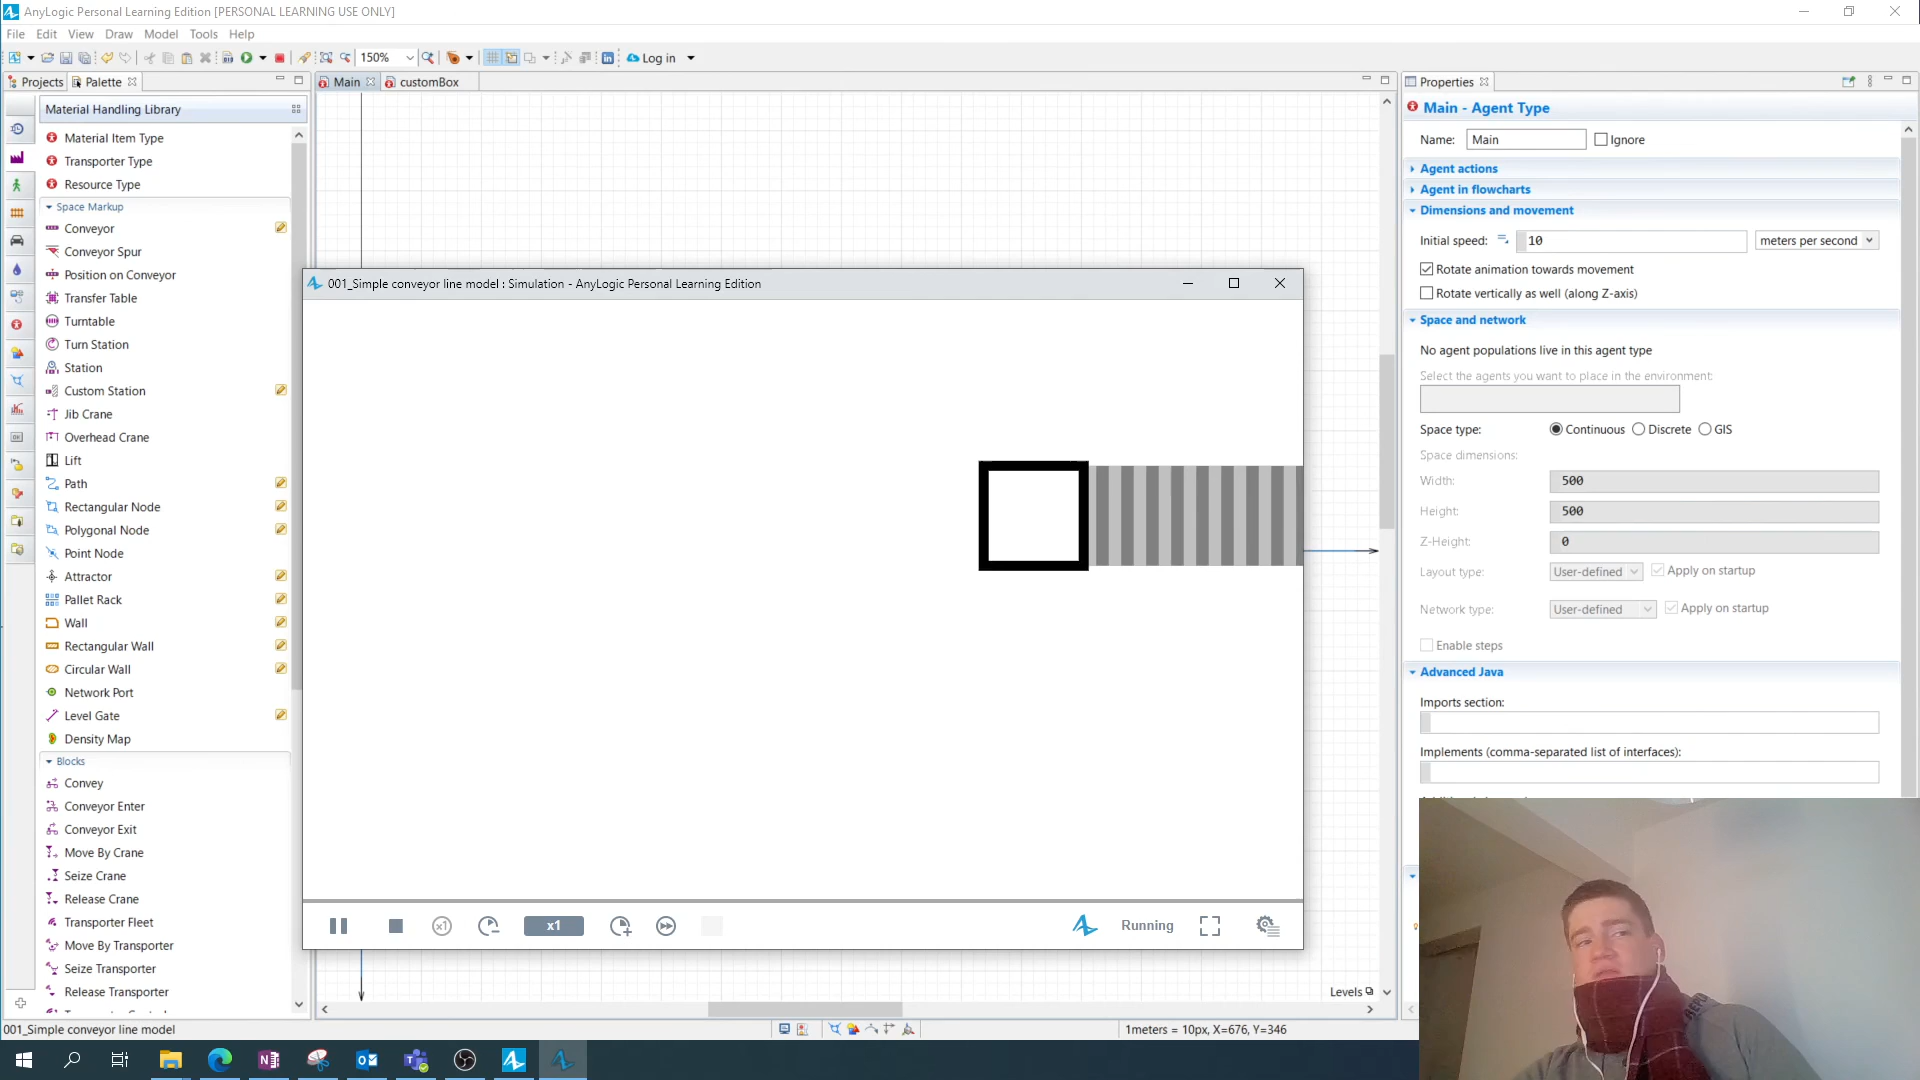 AnyLogic Personal Learning Edition [PERSONAL LEARNING USE ONLY]
File Edit View Draw Model Tools Help
150% Log in
Projects Palette Main customBox Properties
Material Handling Library
Material Item Type
Transporter Type
Resource Type
Space Markup
Conveyor
Conveyor Spur
Position on Conveyor
Transfer Table
Turntable
Turn Station
Station
Custom Station
Jib Crane
Overhead Crane
Lift
Path
Rectangular Node
Polygonal Node
Point Node
Attractor
Pallet Rack
Wall
Rectangular Wall
Circular Wall
Network Port
Level Gate
Density Map
Blocks
Convey
Conveyor Enter
Conveyor Exit
Move By Crane
Seize Crane
Release Crane
Transporter Fleet
Move By Transporter
Seize Transporter
Release Transporter
001_Simple conveyor line model : Simulation - AnyLogic Personal Learning Edition
x1 x1 Running
Levels
Main - Agent Type
Name: Main Ignore
Agent actions
Agent in flowcharts
Dimensions and movement
Initial speed: 10 meters per second
Rotate animation towards movement
Rotate vertically as well (along Z-axis)
Space and network
No agent populations live in this agent type
Select the agents you want to place in the environment:
Space type: Continuous Discrete GIS
Space dimensions:
Width: 500
Height: 500
Z-Height: 0
Layout type: User-defined Apply on startup
Network type: User-defined Apply on startup
Enable steps
Advanced Java
Imports section:
Implements (comma-separated list of interfaces):
001_Simple conveyor line model
1meters = 10px, X=676, Y=346